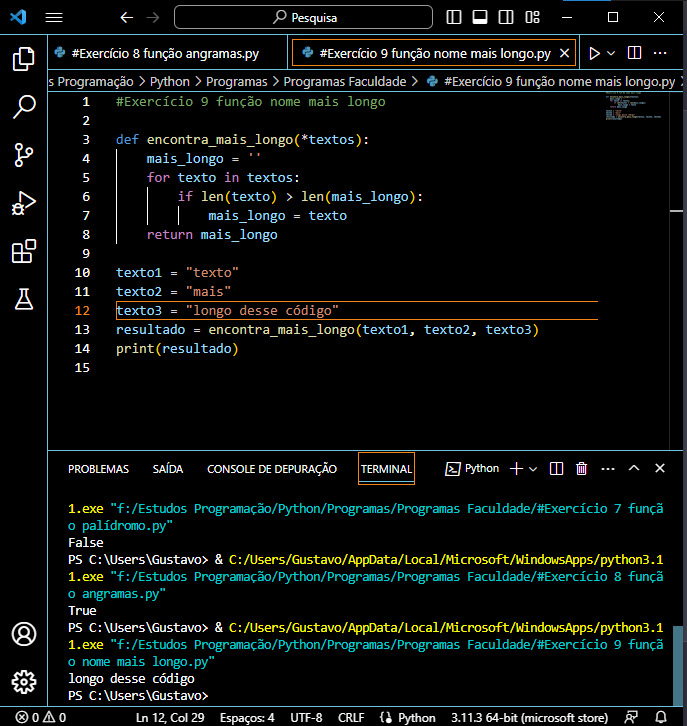 Pesquisa
#Exercício 8 função angramas.py
#Exercício 9 função nome mais longo.py
s Programação > Python > Programas > Programas Faculdade > #Exercício 9 função nome mais longo.py
1 #Exercício 9 função nome mais longo
2
3 def encontra_mais_longo(*textos):
4 mais_longo = ''
5 for texto in textos:
6 if len(texto) > len(mais_longo):
7 mais_longo = texto
8 return mais_longo
9
10 texto1 = "texto"
11 texto2 = "mais"
12 texto3 = "longo desse código"
13 resultado = encontra_mais_longo(texto1, texto2, texto3)
14 print(resultado)
15
PROBLEMAS SAÍDA CONSOLE DE DEPURAÇÃO TERMINAL Python
1.exe "f:/Estudos Programação/Python/Programas/Programas Faculdade/#Exercício 7 funçã
o palídromo.py"
False
PS C:\Users\Gustavo> & C:/Users/Gustavo/AppData/Local/Microsoft/WindowsApps/python3.1
1.exe "f:/Estudos Programação/Python/Programas/Programas Faculdade/#Exercício 8 funçã
o angramas.py"
True
PS C:\Users\Gustavo> & C:/Users/Gustavo/AppData/Local/Microsoft/WindowsApps/python3.1
1.exe "f:/Estudos Programação/Python/Programas/Programas Faculdade/#Exercício 9 funçã
o nome mais longo.py"
longo desse código
PS C:\Users\Gustavo>
0 0 Ln 12, Col 29 Espaços: 4 UTF-8 CRLF Python 3.11.3 64-bit (microsoft store)